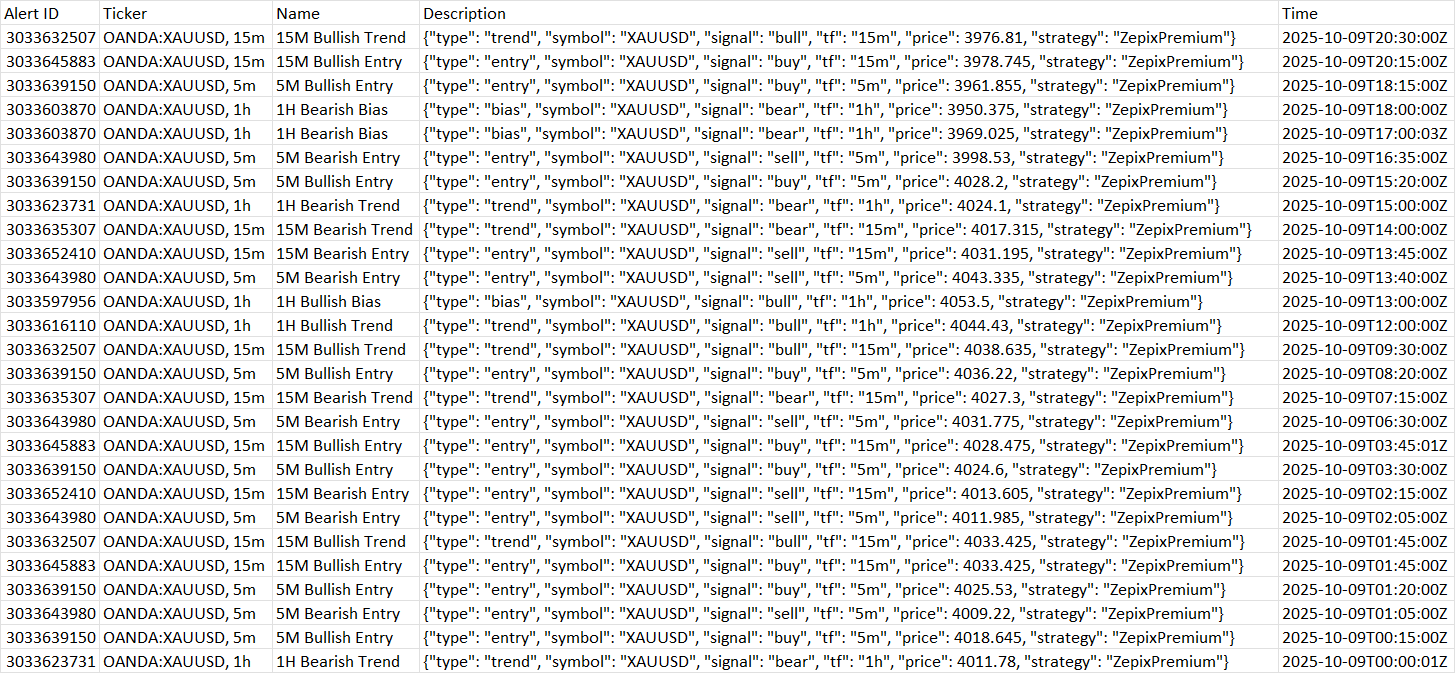 Alert ID Ticker Name Description Time
3033632507 OANDA:XAUUSD, 15m 15M Bullish Trend {"type": "trend", "symbol": "XAUUSD", "signal": "bull", "tf": "15m", "price": 3976.81, "strategy": "ZepixPremium"} 2025-10-09T20:30:00Z
3033645883 OANDA:XAUUSD, 15m 15M Bullish Entry {"type": "entry", "symbol": "XAUUSD", "signal": "buy", "tf": "15m", "price": 3978.745, "strategy": "ZepixPremium"} 2025-10-09T20:15:00Z
3033639150 OANDA:XAUUSD, 5m 5M Bullish Entry {"type": "entry", "symbol": "XAUUSD", "signal": "buy", "tf": "5m", "price": 3961.855, "strategy": "ZepixPremium"} 2025-10-09T18:15:00Z
3033603870 OANDA:XAUUSD, 1h 1H Bearish Bias {"type": "bias", "symbol": "XAUUSD", "signal": "bear", "tf": "1h", "price": 3950.375, "strategy": "ZepixPremium"} 2025-10-09T18:00:00Z
3033603870 OANDA:XAUUSD, 1h 1H Bearish Bias {"type": "bias", "symbol": "XAUUSD", "signal": "bear", "tf": "1h", "price": 3969.025, "strategy": "ZepixPremium"} 2025-10-09T17:00:03Z
3033643980 OANDA:XAUUSD, 5m 5M Bearish Entry {"type": "entry", "symbol": "XAUUSD", "signal": "sell", "tf": "5m", "price": 3998.53, "strategy": "ZepixPremium"} 2025-10-09T16:35:00Z
3033639150 OANDA:XAUUSD, 5m 5M Bullish Entry {"type": "entry", "symbol": "XAUUSD", "signal": "buy", "tf": "5m", "price": 4028.2, "strategy": "ZepixPremium"} 2025-10-09T15:20:00Z
3033623731 OANDA:XAUUSD, 1h 1H Bearish Trend {"type": "trend", "symbol": "XAUUSD", "signal": "bear", "tf": "1h", "price": 4024.1, "strategy": "ZepixPremium"} 2025-10-09T15:00:00Z
3033635307 OANDA:XAUUSD, 15m 15M Bearish Trend {"type": "trend", "symbol": "XAUUSD", "signal": "bear", "tf": "15m", "price": 4017.315, "strategy": "ZepixPremium"} 2025-10-09T14:00:00Z
3033652410 OANDA:XAUUSD, 15m 15M Bearish Entry {"type": "entry", "symbol": "XAUUSD", "signal": "sell", "tf": "15m", "price": 4031.195, "strategy": "ZepixPremium"} 2025-10-09T13:45:00Z
3033643980 OANDA:XAUUSD, 5m 5M Bearish Entry {"type": "entry", "symbol": "XAUUSD", "signal": "sell", "tf": "5m", "price": 4043.335, "strategy": "ZepixPremium"} 2025-10-09T13:40:00Z
3033597956 OANDA:XAUUSD, 1h 1H Bullish Bias {"type": "bias", "symbol": "XAUUSD", "signal": "bull", "tf": "1h", "price": 4053.5, "strategy": "ZepixPremium"} 2025-10-09T13:00:00Z
3033616110 OANDA:XAUUSD, 1h 1H Bullish Trend {"type": "trend", "symbol": "XAUUSD", "signal": "bull", "tf": "1h", "price": 4044.43, "strategy": "ZepixPremium"} 2025-10-09T12:00:00Z
3033632507 OANDA:XAUUSD, 15m 15M Bullish Trend {"type": "trend", "symbol": "XAUUSD", "signal": "bull", "tf": "15m", "price": 4038.635, "strategy": "ZepixPremium"} 2025-10-09T09:30:00Z
3033639150 OANDA:XAUUSD, 5m 5M Bullish Entry {"type": "entry", "symbol": "XAUUSD", "signal": "buy", "tf": "5m", "price": 4036.22, "strategy": "ZepixPremium"} 2025-10-09T08:20:00Z
3033635307 OANDA:XAUUSD, 15m 15M Bearish Trend {"type": "trend", "symbol": "XAUUSD", "signal": "bear", "tf": "15m", "price": 4027.3, "strategy": "ZepixPremium"} 2025-10-09T07:15:00Z
3033643980 OANDA:XAUUSD, 5m 5M Bearish Entry {"type": "entry", "symbol": "XAUUSD", "signal": "sell", "tf": "5m", "price": 4031.775, "strategy": "ZepixPremium"} 2025-10-09T06:30:00Z
3033645883 OANDA:XAUUSD, 15m 15M Bullish Entry {"type": "entry", "symbol": "XAUUSD", "signal": "buy", "tf": "15m", "price": 4028.475, "strategy": "ZepixPremium"} 2025-10-09T03:45:01Z
3033639150 OANDA:XAUUSD, 5m 5M Bullish Entry {"type": "entry", "symbol": "XAUUSD", "signal": "buy", "tf": "5m", "price": 4024.6, "strategy": "ZepixPremium"} 2025-10-09T03:30:00Z
3033652410 OANDA:XAUUSD, 15m 15M Bearish Entry {"type": "entry", "symbol": "XAUUSD", "signal": "sell", "tf": "15m", "price": 4013.605, "strategy": "ZepixPremium"} 2025-10-09T02:15:00Z
3033643980 OANDA:XAUUSD, 5m 5M Bearish Entry {"type": "entry", "symbol": "XAUUSD", "signal": "sell", "tf": "5m", "price": 4011.985, "strategy": "ZepixPremium"} 2025-10-09T02:05:00Z
3033632507 OANDA:XAUUSD, 15m 15M Bullish Trend {"type": "trend", "symbol": "XAUUSD", "signal": "bull", "tf": "15m", "price": 4033.425, "strategy": "ZepixPremium"} 2025-10-09T01:45:00Z
3033645883 OANDA:XAUUSD, 15m 15M Bullish Entry {"type": "entry", "symbol": "XAUUSD", "signal": "buy", "tf": "15m", "price": 4033.425, "strategy": "ZepixPremium"} 2025-10-09T01:45:00Z
3033639150 OANDA:XAUUSD, 5m 5M Bullish Entry {"type": "entry", "symbol": "XAUUSD", "signal": "buy", "tf": "5m", "price": 4025.53, "strategy": "ZepixPremium"} 2025-10-09T01:20:00Z
3033643980 OANDA:XAUUSD, 5m 5M Bearish Entry {"type": "entry", "symbol": "XAUUSD", "signal": "sell", "tf": "5m", "price": 4009.22, "strategy": "ZepixPremium"} 2025-10-09T01:05:00Z
3033639150 OANDA:XAUUSD, 5m 5M Bullish Entry {"type": "entry", "symbol": "XAUUSD", "signal": "buy", "tf": "5m", "price": 4018.645, "strategy": "ZepixPremium"} 2025-10-09T00:15:00Z
3033623731 OANDA:XAUUSD, 1h 1H Bearish Trend {"type": "trend", "symbol": "XAUUSD", "signal": "bear", "tf": "1h", "price": 4011.78, "strategy": "ZepixPremium"} 2025-10-09T00:00:01Z